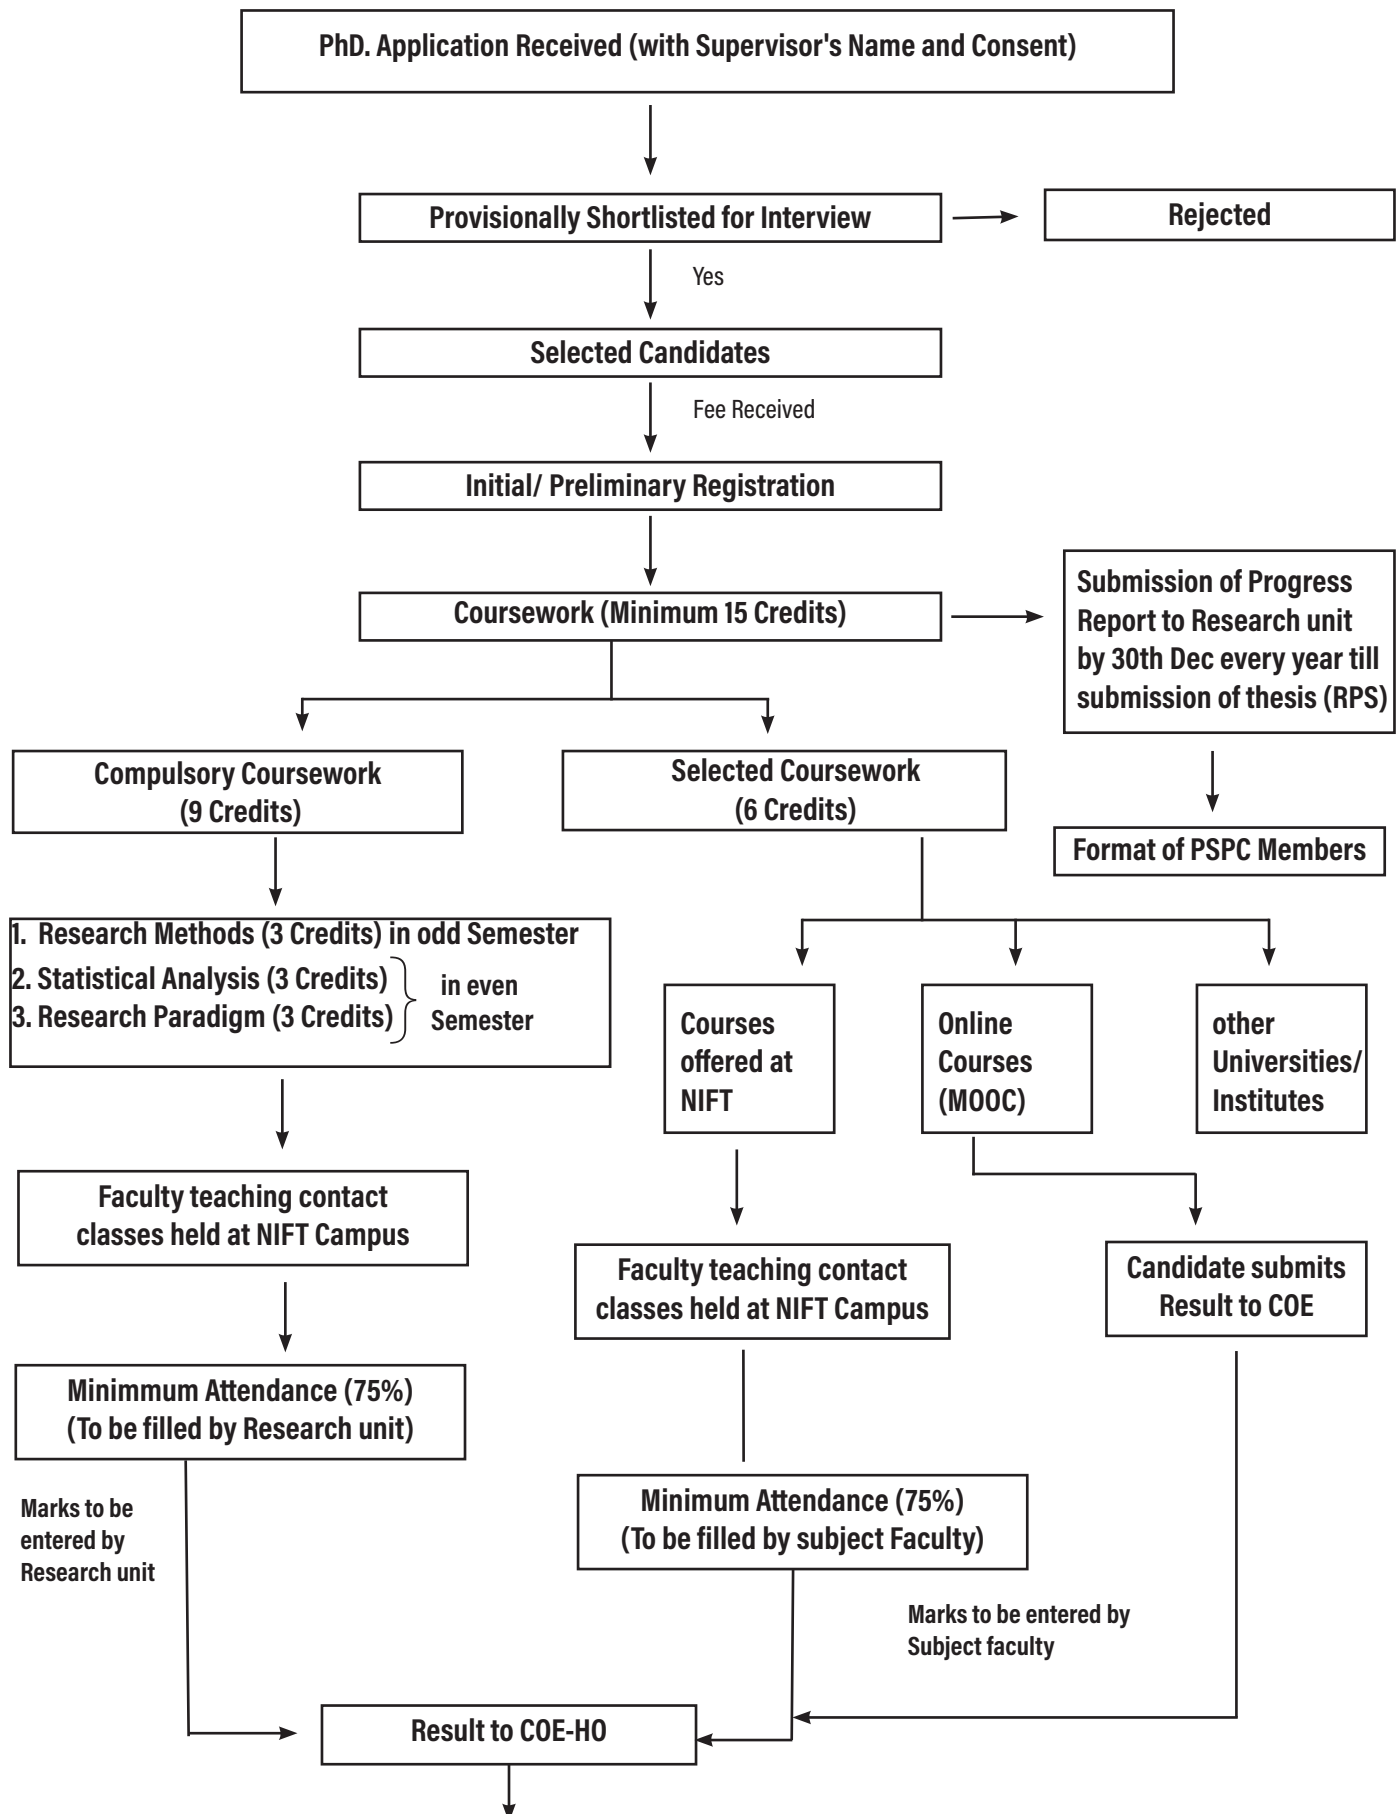 PhD. Application Received (with Supervisor's Name and Consent)
Provisionally Shortlisted for Interview
Rejected
Yes
Selected Candidates
Fee Received
Initial/ Preliminary Registration
Coursework (Minimum 15 Credits)
Submission of Progress
Report to Research unit
by 30th Dec every year till
submission of thesis (RPS)
Format of PSPC Members
Compulsory Coursework
(9 Credits)
Selected Coursework
(6 Credits)
1. Research Methods (3 Credits) in odd Semester
2. Statistical Analysis (3 Credits)
3. Research Paradigm (3 Credits)
in even
Semester
Courses
offered at
NIFT
Online
Courses
(MOOC)
other
Universities/
Institutes
Faculty teaching contact
classes held at NIFT Campus
Faculty teaching contact
classes held at NIFT Campus
Candidate submits
Result to COE
Minimmum Attendance (75%)
(To be filled by Research unit)
Minimum Attendance (75%)
(To be filled by subject Faculty)
Marks to be
entered by
Research unit
Marks to be entered by
Subject faculty
Result to COE-HO